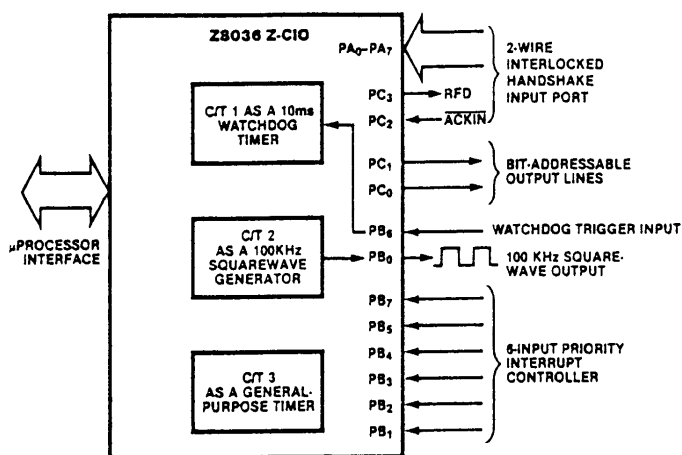 Z8036 Z-CIO
PA0–PA7
2-WIRE
INTERLOCKED
HANDSHAKE
INPUT PORT
PC3
RFD
PC2
ACKIN
C/T 1 AS A 10ms
WATCHDOG
TIMER
PC1
PC0
BIT-ADDRESSABLE
OUTPUT LINES
μPROCESSOR
INTERFACE
PB6
WATCHDOG TRIGGER INPUT
C/T 2
AS A 100KHz
SQUAREWAVE
GENERATOR
PB0
100 KHz SQUARE-
WAVE OUTPUT
PB7
PB5
PB4
PB3
PB2
PB1
6-INPUT PRIORITY
INTERRUPT
CONTROLLER
C/T 3
AS A GENERAL-
PURPOSE TIMER